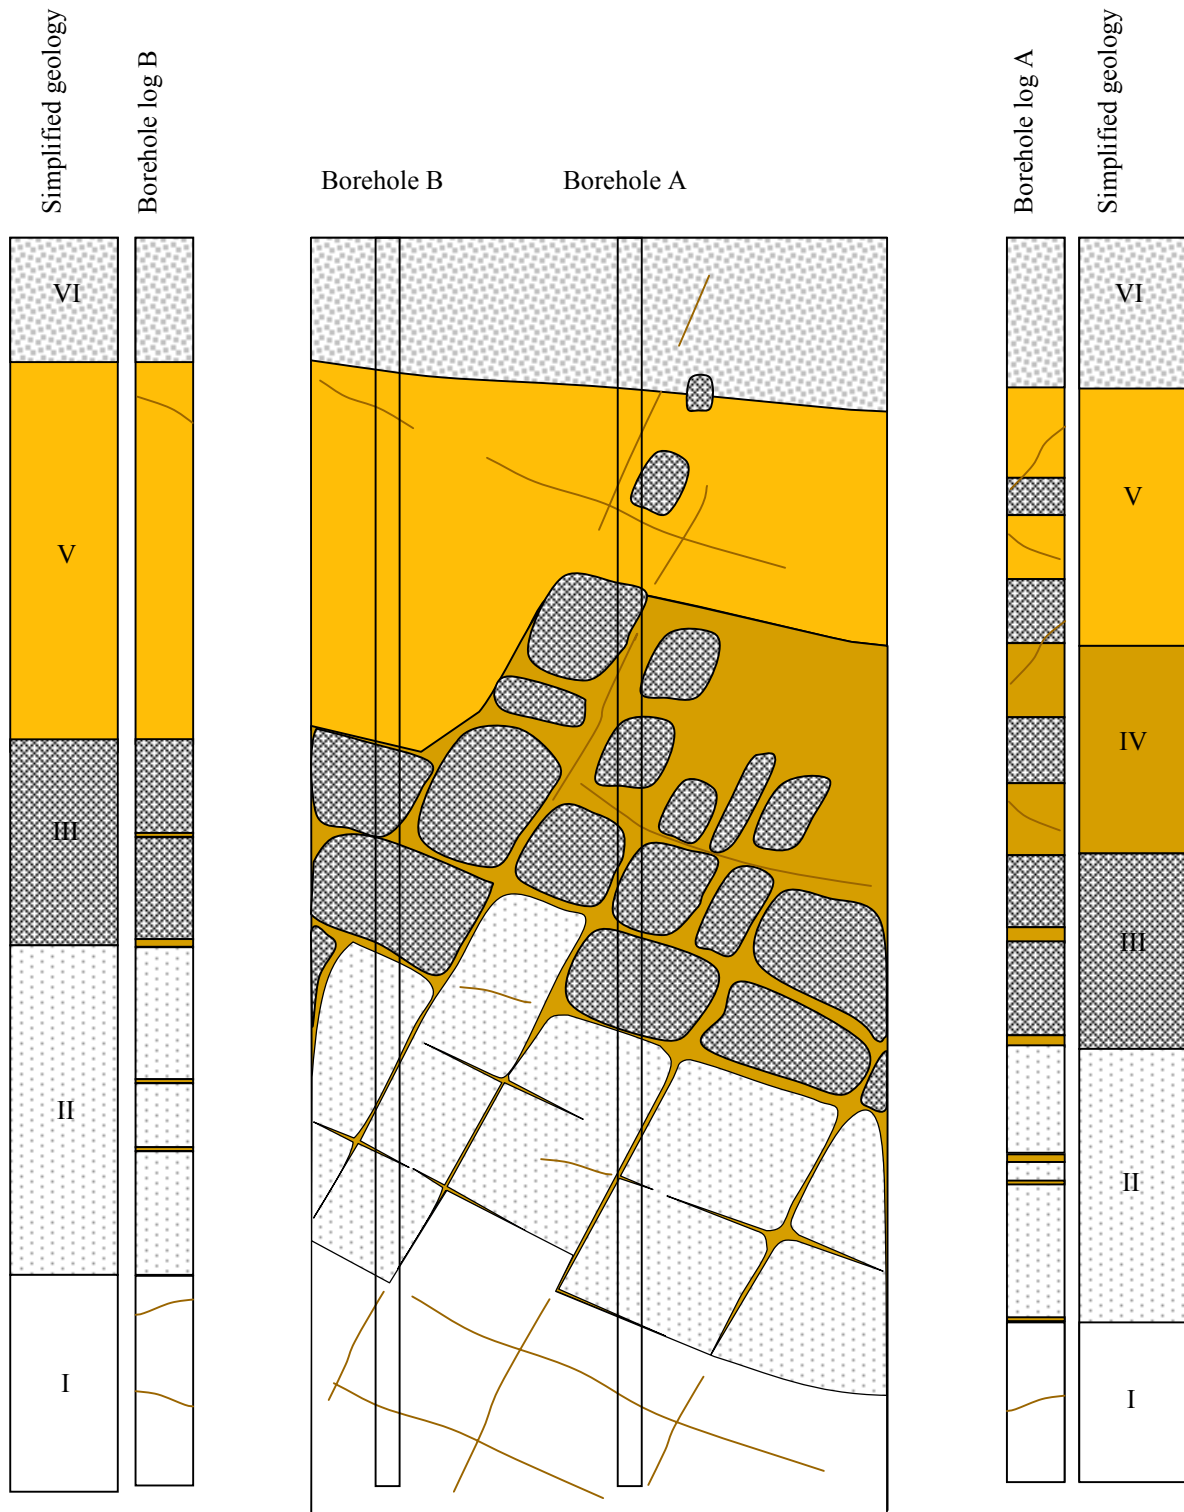 Simplified geology
Borehole log B
Borehole B
Borehole A
Borehole log A
Simplified geology
VI
V
III
II
I
VI
V
IV
III
II
I